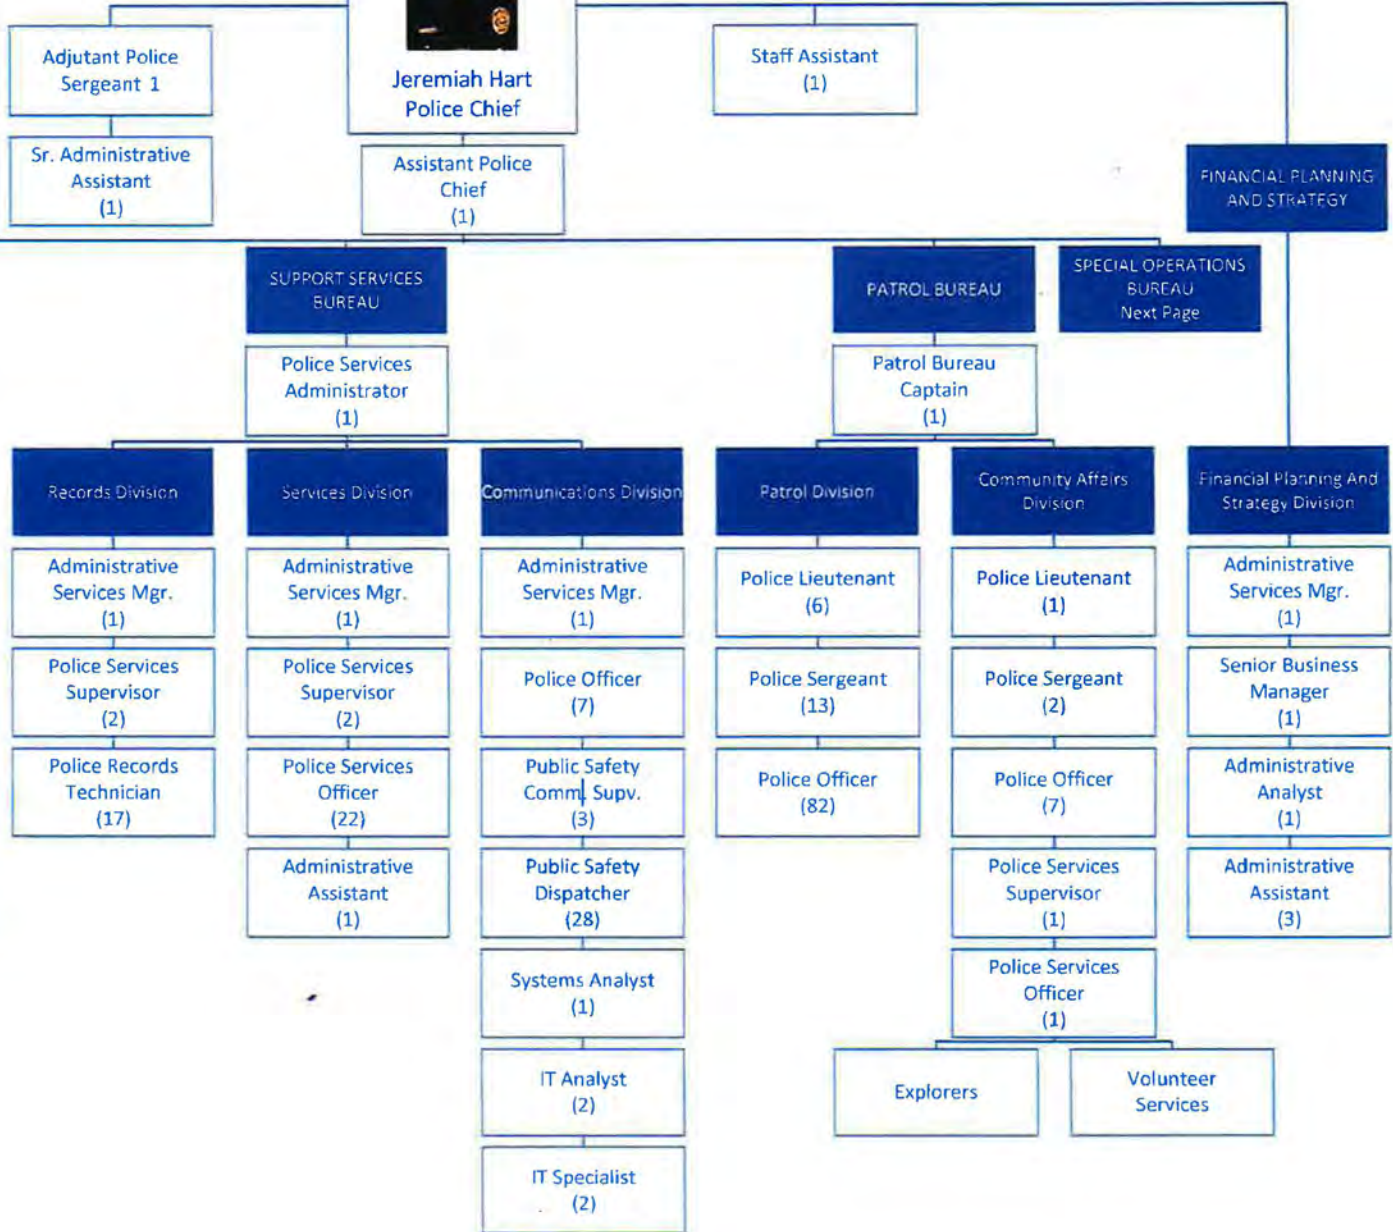 Adjutant Police
Sergeant 1
Jeremiah Hart
Police Chief
Staff Assistant
(1)
Sr. Administrative
Assistant
(1)
Assistant Police
Chief
(1)
FINANCIAL PLANNING
AND STRATEGY
SUPPORT SERVICES
BUREAU
PATROL BUREAU
SPECIAL OPERATIONS
BUREAU
Next Page
Police Services
Administrator
(1)
Patrol Bureau
Captain
(1)
Records Division
Services Division
Communications Division
Patrol Division
Community Affairs
Division
Financial Planning And
Strategy Division
Administrative
Services Mgr.
(1)
Administrative
Services Mgr.
(1)
Administrative
Services Mgr.
(1)
Police Lieutenant
(6)
Police Lieutenant
(1)
Administrative
Services Mgr.
(1)
Police Services
Supervisor
(2)
Police Services
Supervisor
(2)
Police Officer
(7)
Police Sergeant
(13)
Police Sergeant
(2)
Senior Business
Manager
(1)
Police Records
Technician
(17)
Police Services
Officer
(22)
Public Safety
Comm. Supv.
(3)
Police Officer
(82)
Police Officer
(7)
Administrative
Analyst
(1)
Administrative
Assistant
(1)
Public Safety
Dispatcher
(28)
Police Services
Supervisor
(1)
Administrative
Assistant
(3)
Systems Analyst
(1)
Police Services
Officer
(1)
IT Analyst
(2)
Explorers
Volunteer
Services
IT Specialist
(2)